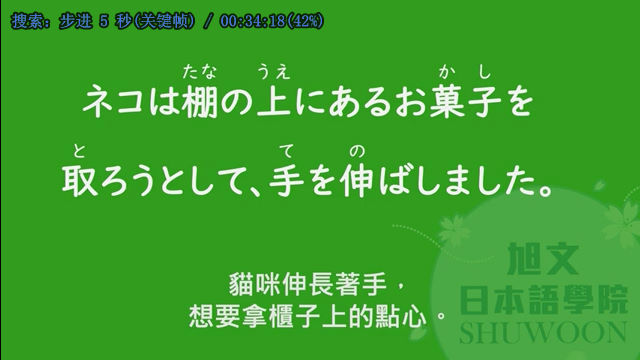 搜索: 步进 5 秒(关键帧) / 00:34:18(42%)
たな うえ か し
ネコは棚の上にあるお菓子を
と て の
取ろうとして、手を伸ばしました。
貓咪伸長著手，
想要拿櫃子上的點心。
旭文
日本語學院
SHUWOON